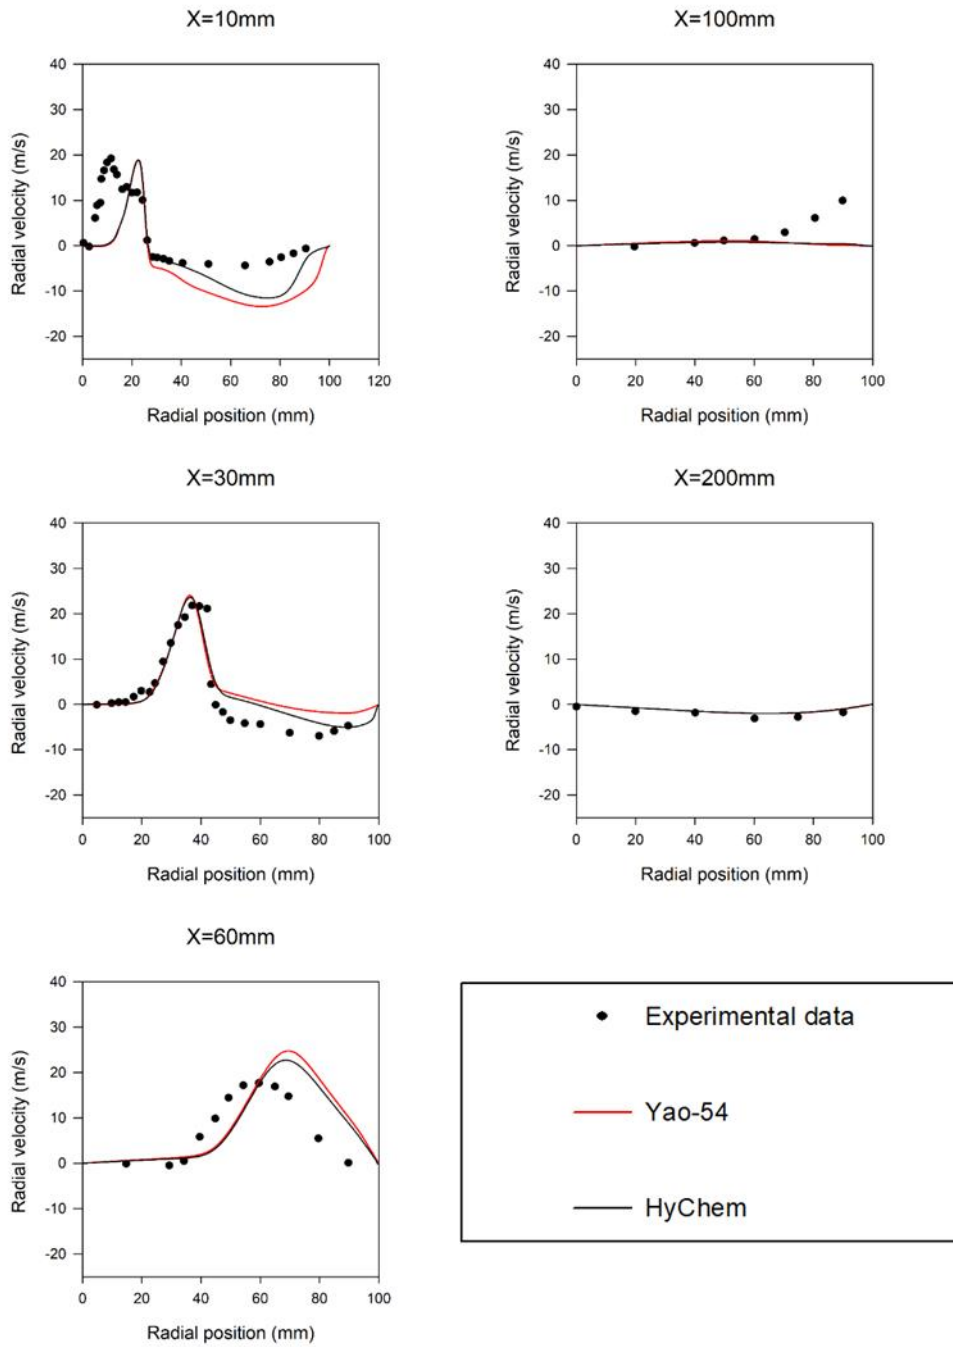 X=10mm
40
30
20
10
0
-10
-20
Radial velocity (m/s)
0 20 40 60 80 100 120
Radial position (mm)
X=100mm
40
30
20
10
0
-10
-20
Radial velocity (m/s)
0 20 40 60 80 100
Radial position (mm)
X=30mm
40
30
20
10
0
-10
-20
Radial velocity (m/s)
0 20 40 60 80 100
Radial position (mm)
X=200mm
40
30
20
10
0
-10
-20
Radial velocity (m/s)
0 20 40 60 80 100
Radial position (mm)
X=60mm
40
30
20
10
0
-10
-20
Radial velocity (m/s)
0 20 40 60 80 100
Radial position (mm)
Experimental data
Yao-54
HyChem